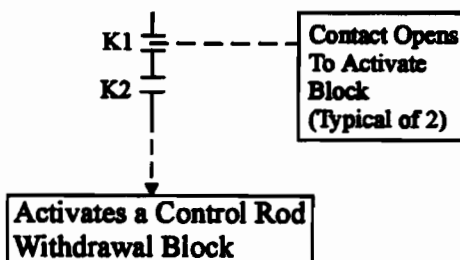 K1
Contact Opens
To Activate
Block
(Typical of 2)
K2
Activates a Control Rod
Withdrawal Block